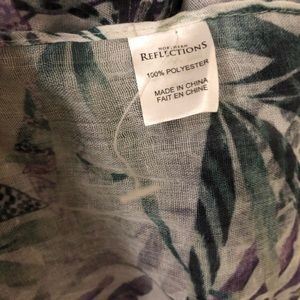 REFLECTIONS
100% POLYESTER
MADE IN CHINA
FAIT EN CHINE